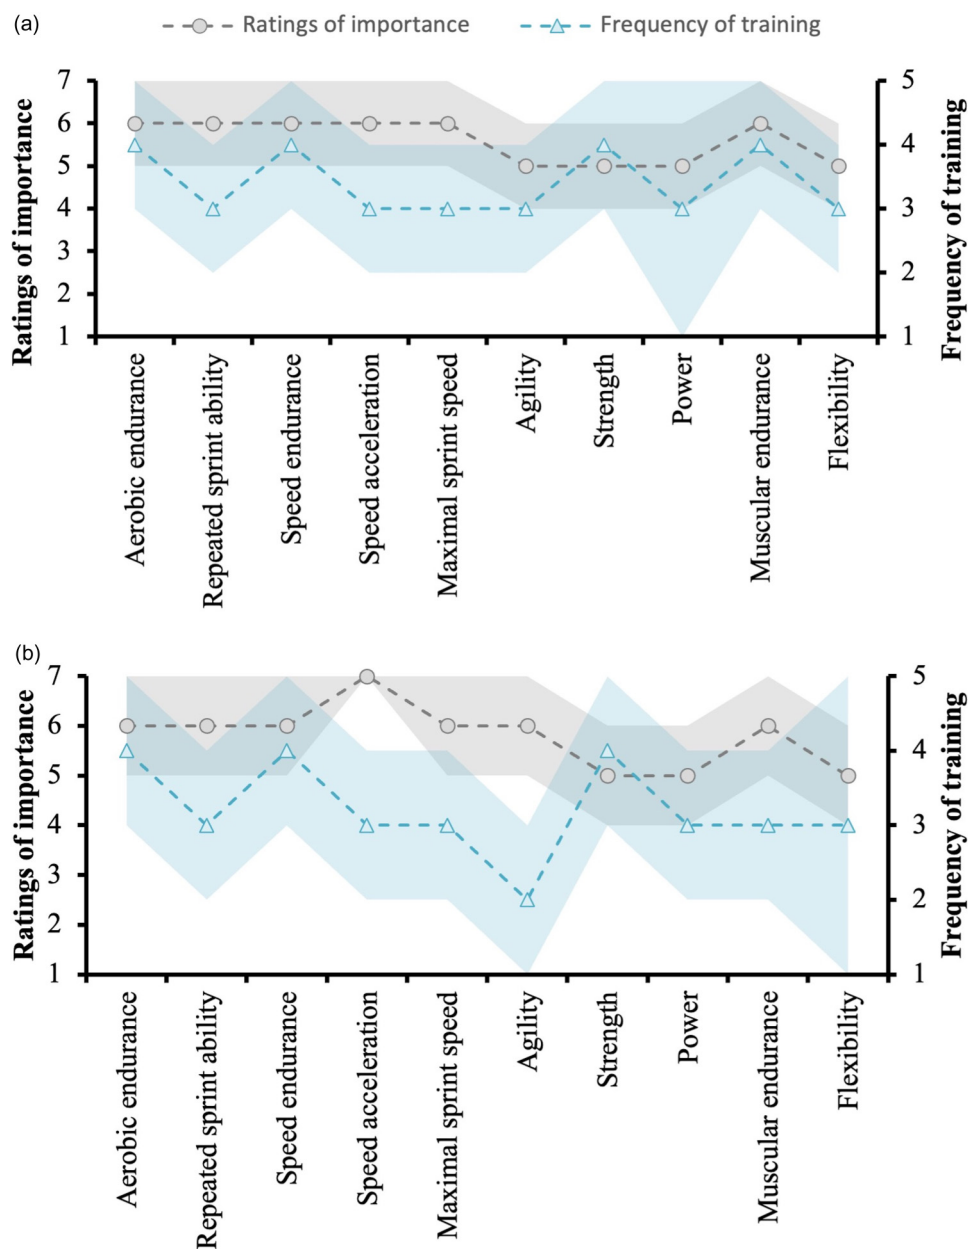 (a)
Ratings of importance Frequency of training
7
6
5
4
3
2
1
Ratings of importance
5
4
3
2
1
Frequency of training
Aerobic endurance
Repeated sprint ability
Speed endurance
Speed acceleration
Maximal sprint speed
Agility
Strength
Power
Muscular endurance
Flexibility
(b)
7
6
5
4
3
2
1
Ratings of importance
5
4
3
2
1
Frequency of training
Aerobic endurance
Repeated sprint ability
Speed endurance
Speed acceleration
Maximal sprint speed
Agility
Strength
Power
Muscular endurance
Flexibility